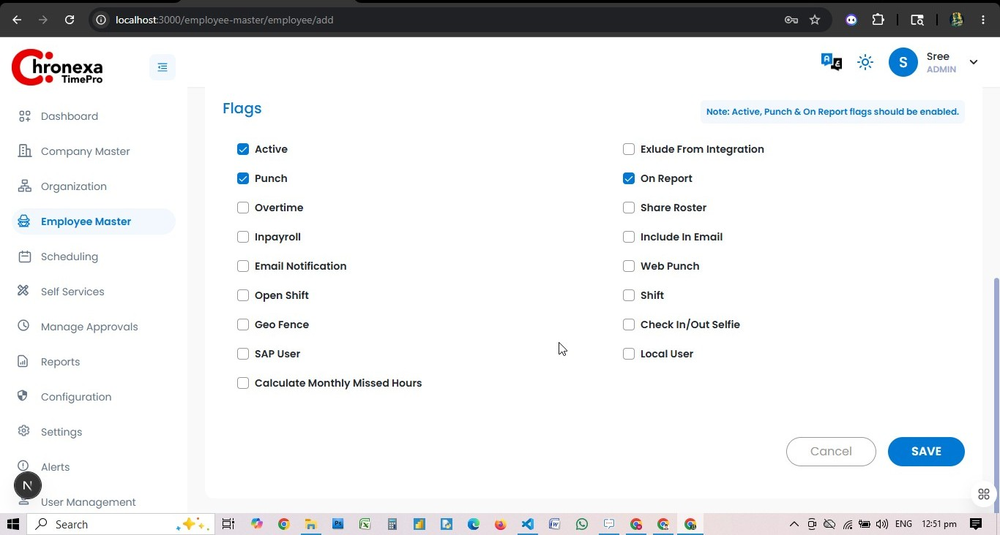 localhost:3000/employee-master/employee/add
Chronexa
TimePro
A
E
S
Sree
ADMIN
Dashboard
Company Master
Organization
Employee Master
Scheduling
Self Services
Manage Approvals
Reports
Configuration
Settings
Alerts
N
User Management
Flags
Note: Active, Punch & On Report flags should be enabled.
Active
Exlude From Integration
Punch
On Report
Overtime
Share Roster
Inpayroll
Include In Email
Email Notification
Web Punch
Open Shift
Shift
Geo Fence
Check In/Out Selfie
SAP User
Local User
Calculate Monthly Missed Hours
Cancel
SAVE
Search
Ps
ENG
12:51 pm